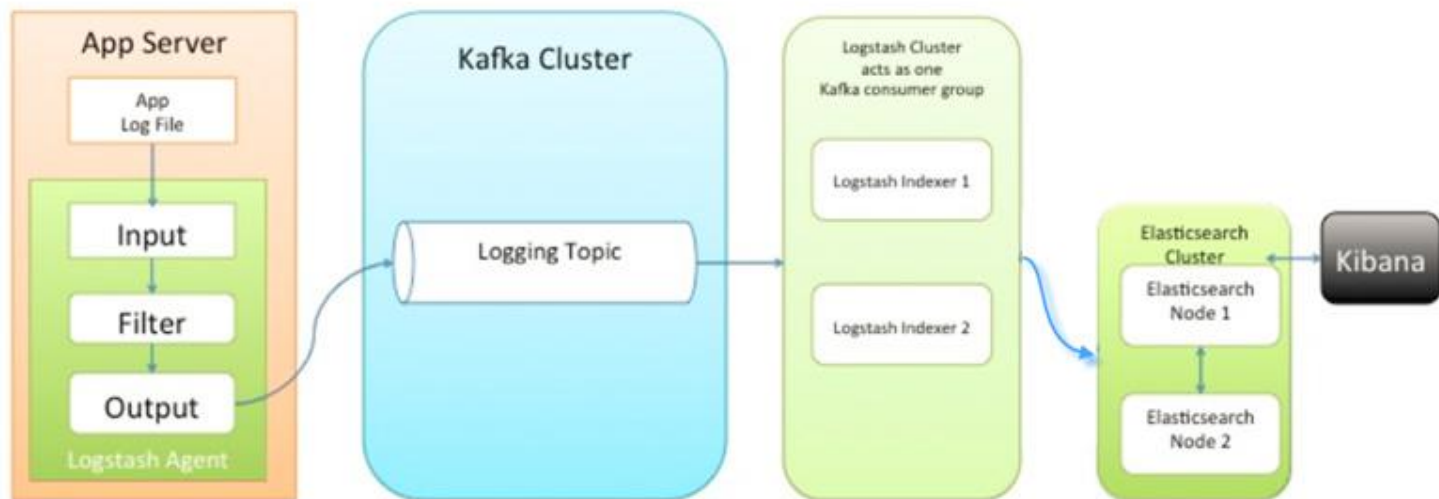 App Server
App
Log File
Input
Filter
Output
Logstash Agent
Kafka Cluster
Logging Topic
Logstash Cluster
acts as one
Kafka consumer group
Logstash Indexer 1
Logstash Indexer 2
Elasticsearch
Cluster
Elasticsearch
Node 1
Elasticsearch
Node 2
Kibana